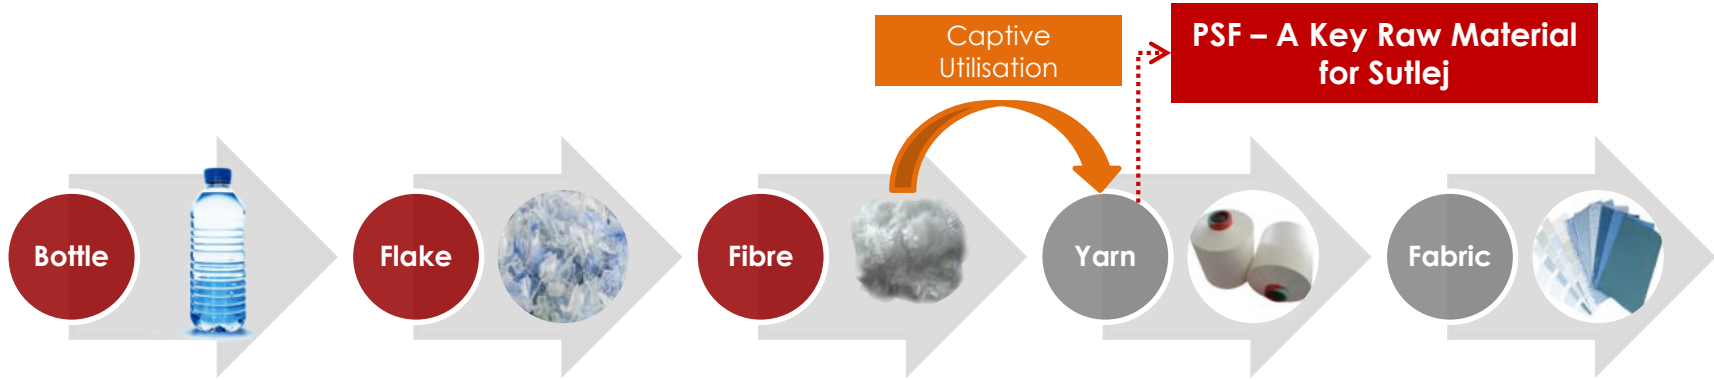 Captive
Utilisation
PSF – A Key Raw Material
for Sutlej
Bottle
Flake
Fibre
Yarn
Fabric